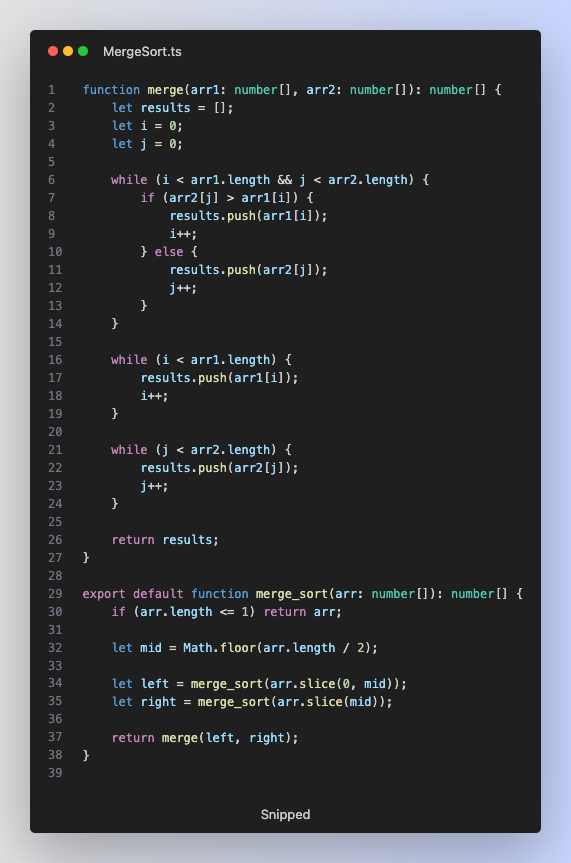 MergeSort.ts
1 function merge(arr1: number[], arr2: number[]): number[] {
2     let results = [];
3     let i = 0;
4     let j = 0;
5
6     while (i < arr1.length && j < arr2.length) {
7         if (arr2[j] > arr1[i]) {
8             results.push(arr1[i]);
9             i++;
10         } else {
11             results.push(arr2[j]);
12             j++;
13         }
14     }
15
16     while (i < arr1.length) {
17         results.push(arr1[i]);
18         i++;
19     }
20
21     while (j < arr2.length) {
22         results.push(arr2[j]);
23         j++;
24     }
25
26     return results;
27 }
28
29 export default function merge_sort(arr: number[]): number[] {
30     if (arr.length <= 1) return arr;
31
32     let mid = Math.floor(arr.length / 2);
33
34     let left = merge_sort(arr.slice(0, mid));
35     let right = merge_sort(arr.slice(mid));
36
37     return merge(left, right);
38 }
39
Snipped